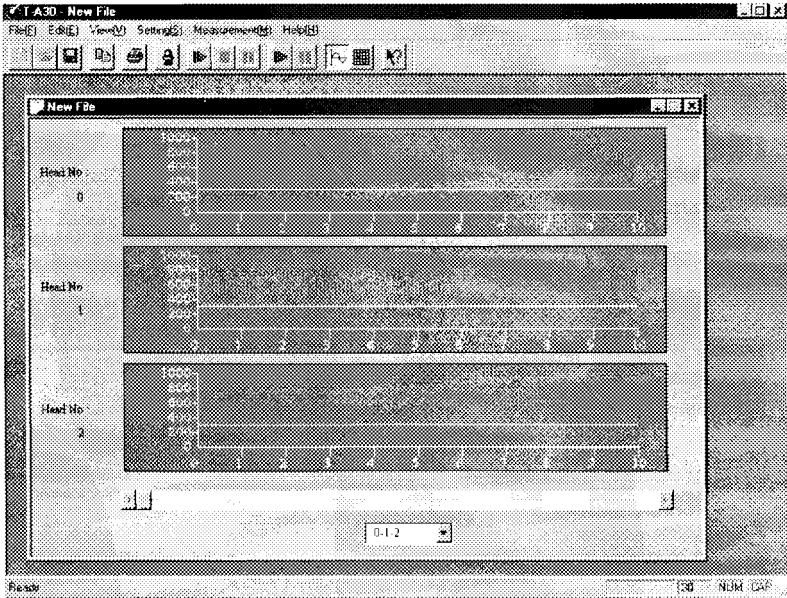 T-A30 - New File
File(F) Edit(E) View(V) Setting(S) Measurement(M) Help(H)
New File
Head No
0
1000
800
600
400
200
0
0 1 2 3 4 5 6 7 8 9 10
Head No
1
1000
800
600
400
200
0
0 1 2 3 4 5 6 7 8 9 10
Head No
2
1000
800
600
400
200
0
0 1 2 3 4 5 6 7 8 9 10
0-1-2
Ready 30 NUM CAP